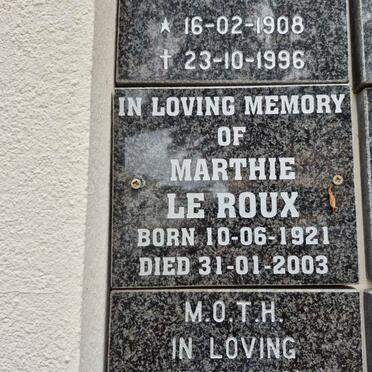 ★ 16-02-1908
✝ 23-10-1996
IN LOVING MEMORY
OF
MARTHIE
LE ROUX
BORN 10-06-1921
DIED 31-01-2003
M.O.T.H.
IN LOVING